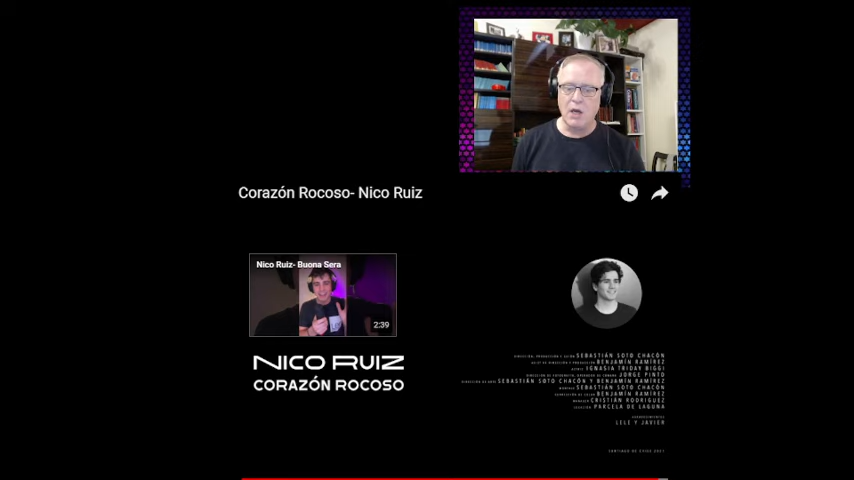 Corazón Rocoso- Nico Ruiz
Nico Ruiz- Buona Sera
2:39
NICO RUIZ
CORAZÓN ROCOSO
SEBASTIÁN SOTO CHACÓN
BENJAMÍN RAMÍREZ
IGNASIA TRIDAY BIGGI
JORGE PINTO
SEBASTIÁN SOTO CHACÓN Y BENJAMÍN RAMÍREZ
SEBASTIÁN SOTO CHACÓN
BENJAMÍN RAMÍREZ
CRISTIÁN RODRIGUEZ
PARCELA DE LAGUNA
LELE Y JAVIER